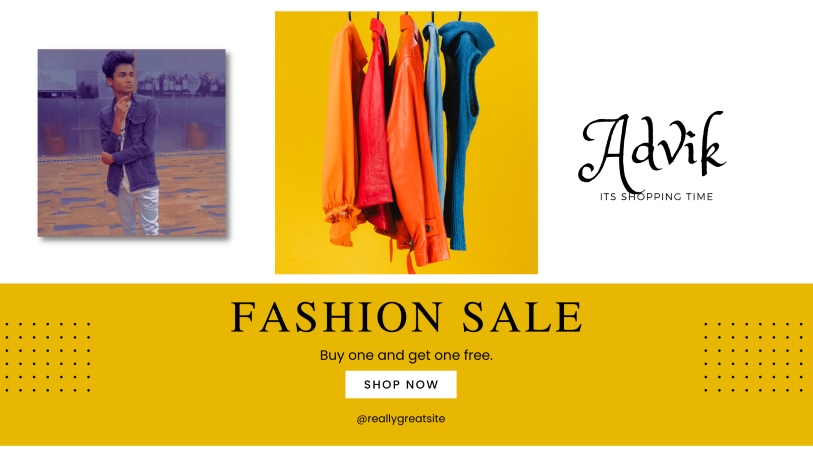 Advik
ITS SHOPPING TIME
FASHION SALE
Buy one and get one free.
SHOP NOW
@reallygreatsite